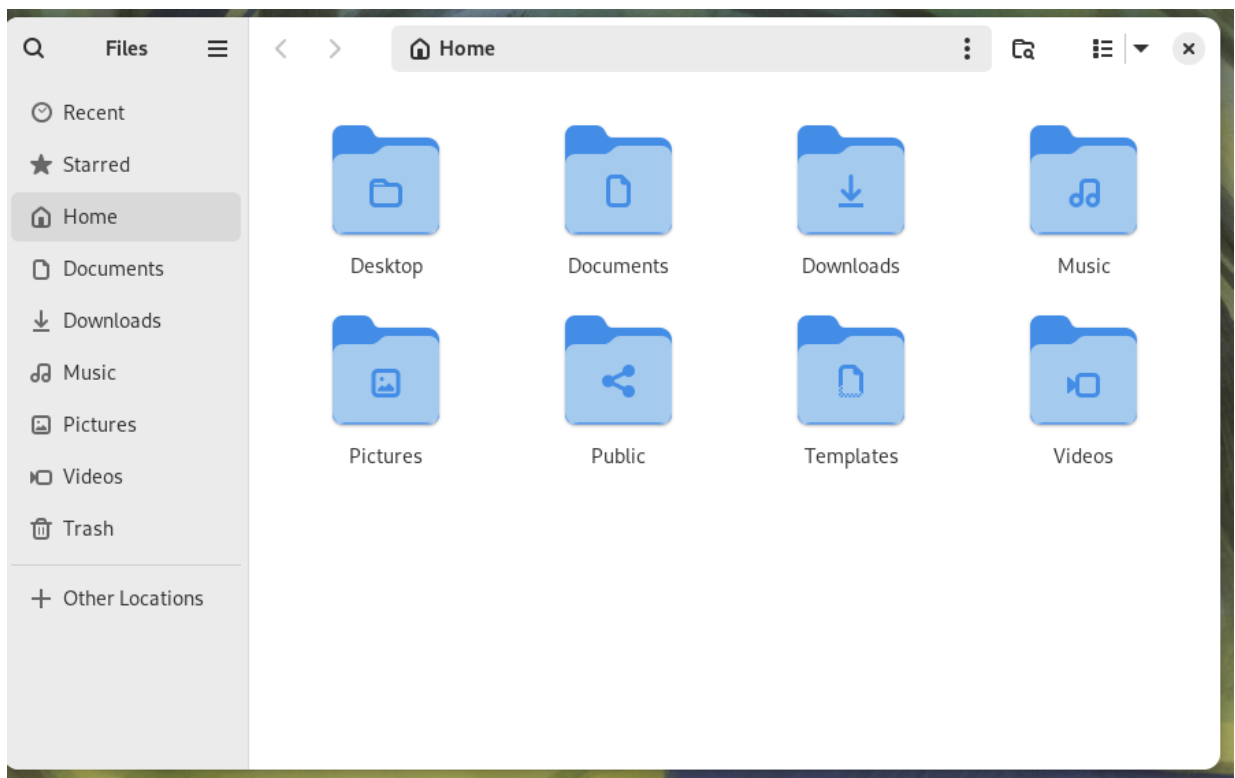 Files
Home
Recent
Starred
Home
Documents
Downloads
Music
Pictures
Videos
Trash
Other Locations
Desktop Documents Downloads Music
Pictures Public Templates Videos